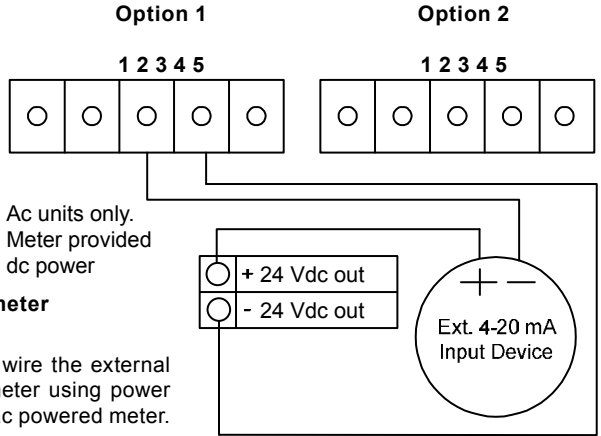 Option 1
Option 2
1 2 3 4 5
1 2 3 4 5
Ac units only.
Meter provided
dc power
+ 24 Vdc out
- 24 Vdc out
+ −
Ext. 4-20 mA
Input Device
wire the external
using power
powered meter.